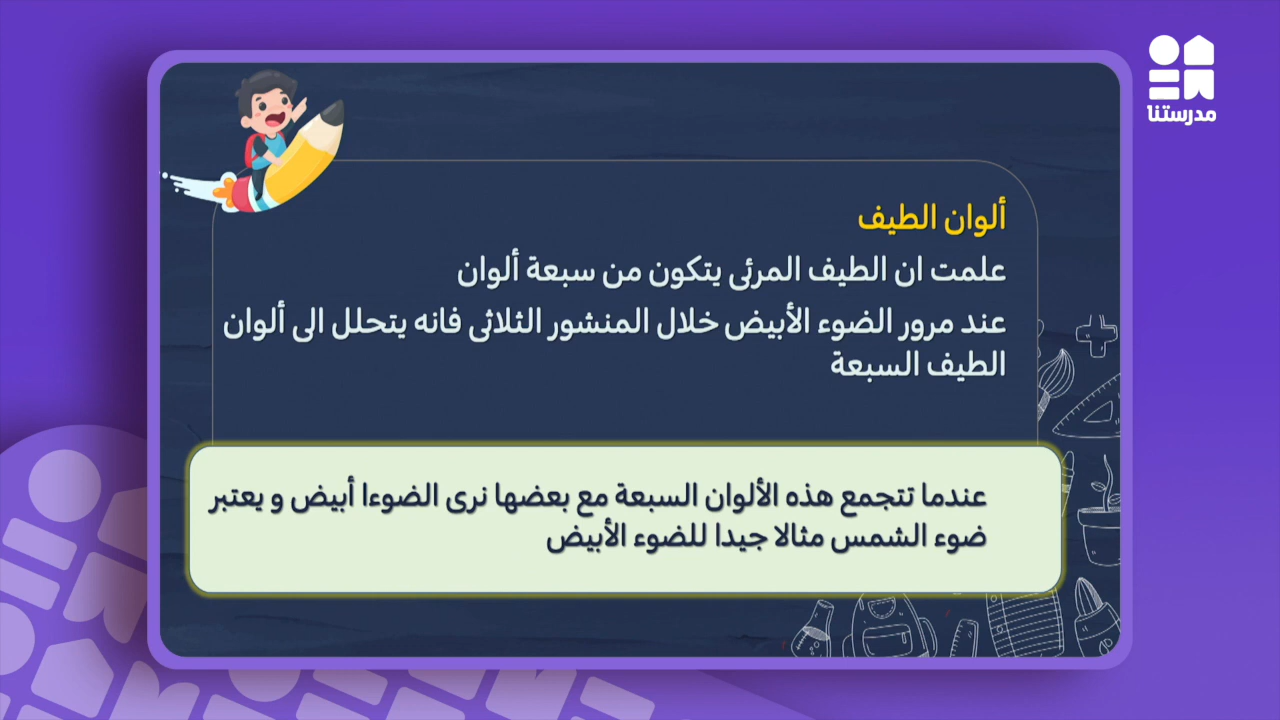 مدرستنا
ألوان الطيف
علمت ان الطيف المرئى يتكون من سبعة ألوان
عند مرور الضوء الأبيض خلال المنشور الثلاثى فانه يتحلل الى ألوان
الطيف السبعة
عندما تتجمع هذه الألوان السبعة مع بعضها نرى الضوءا أبيض و يعتبر
ضوء الشمس مثالا جيدا للضوء الأبيض